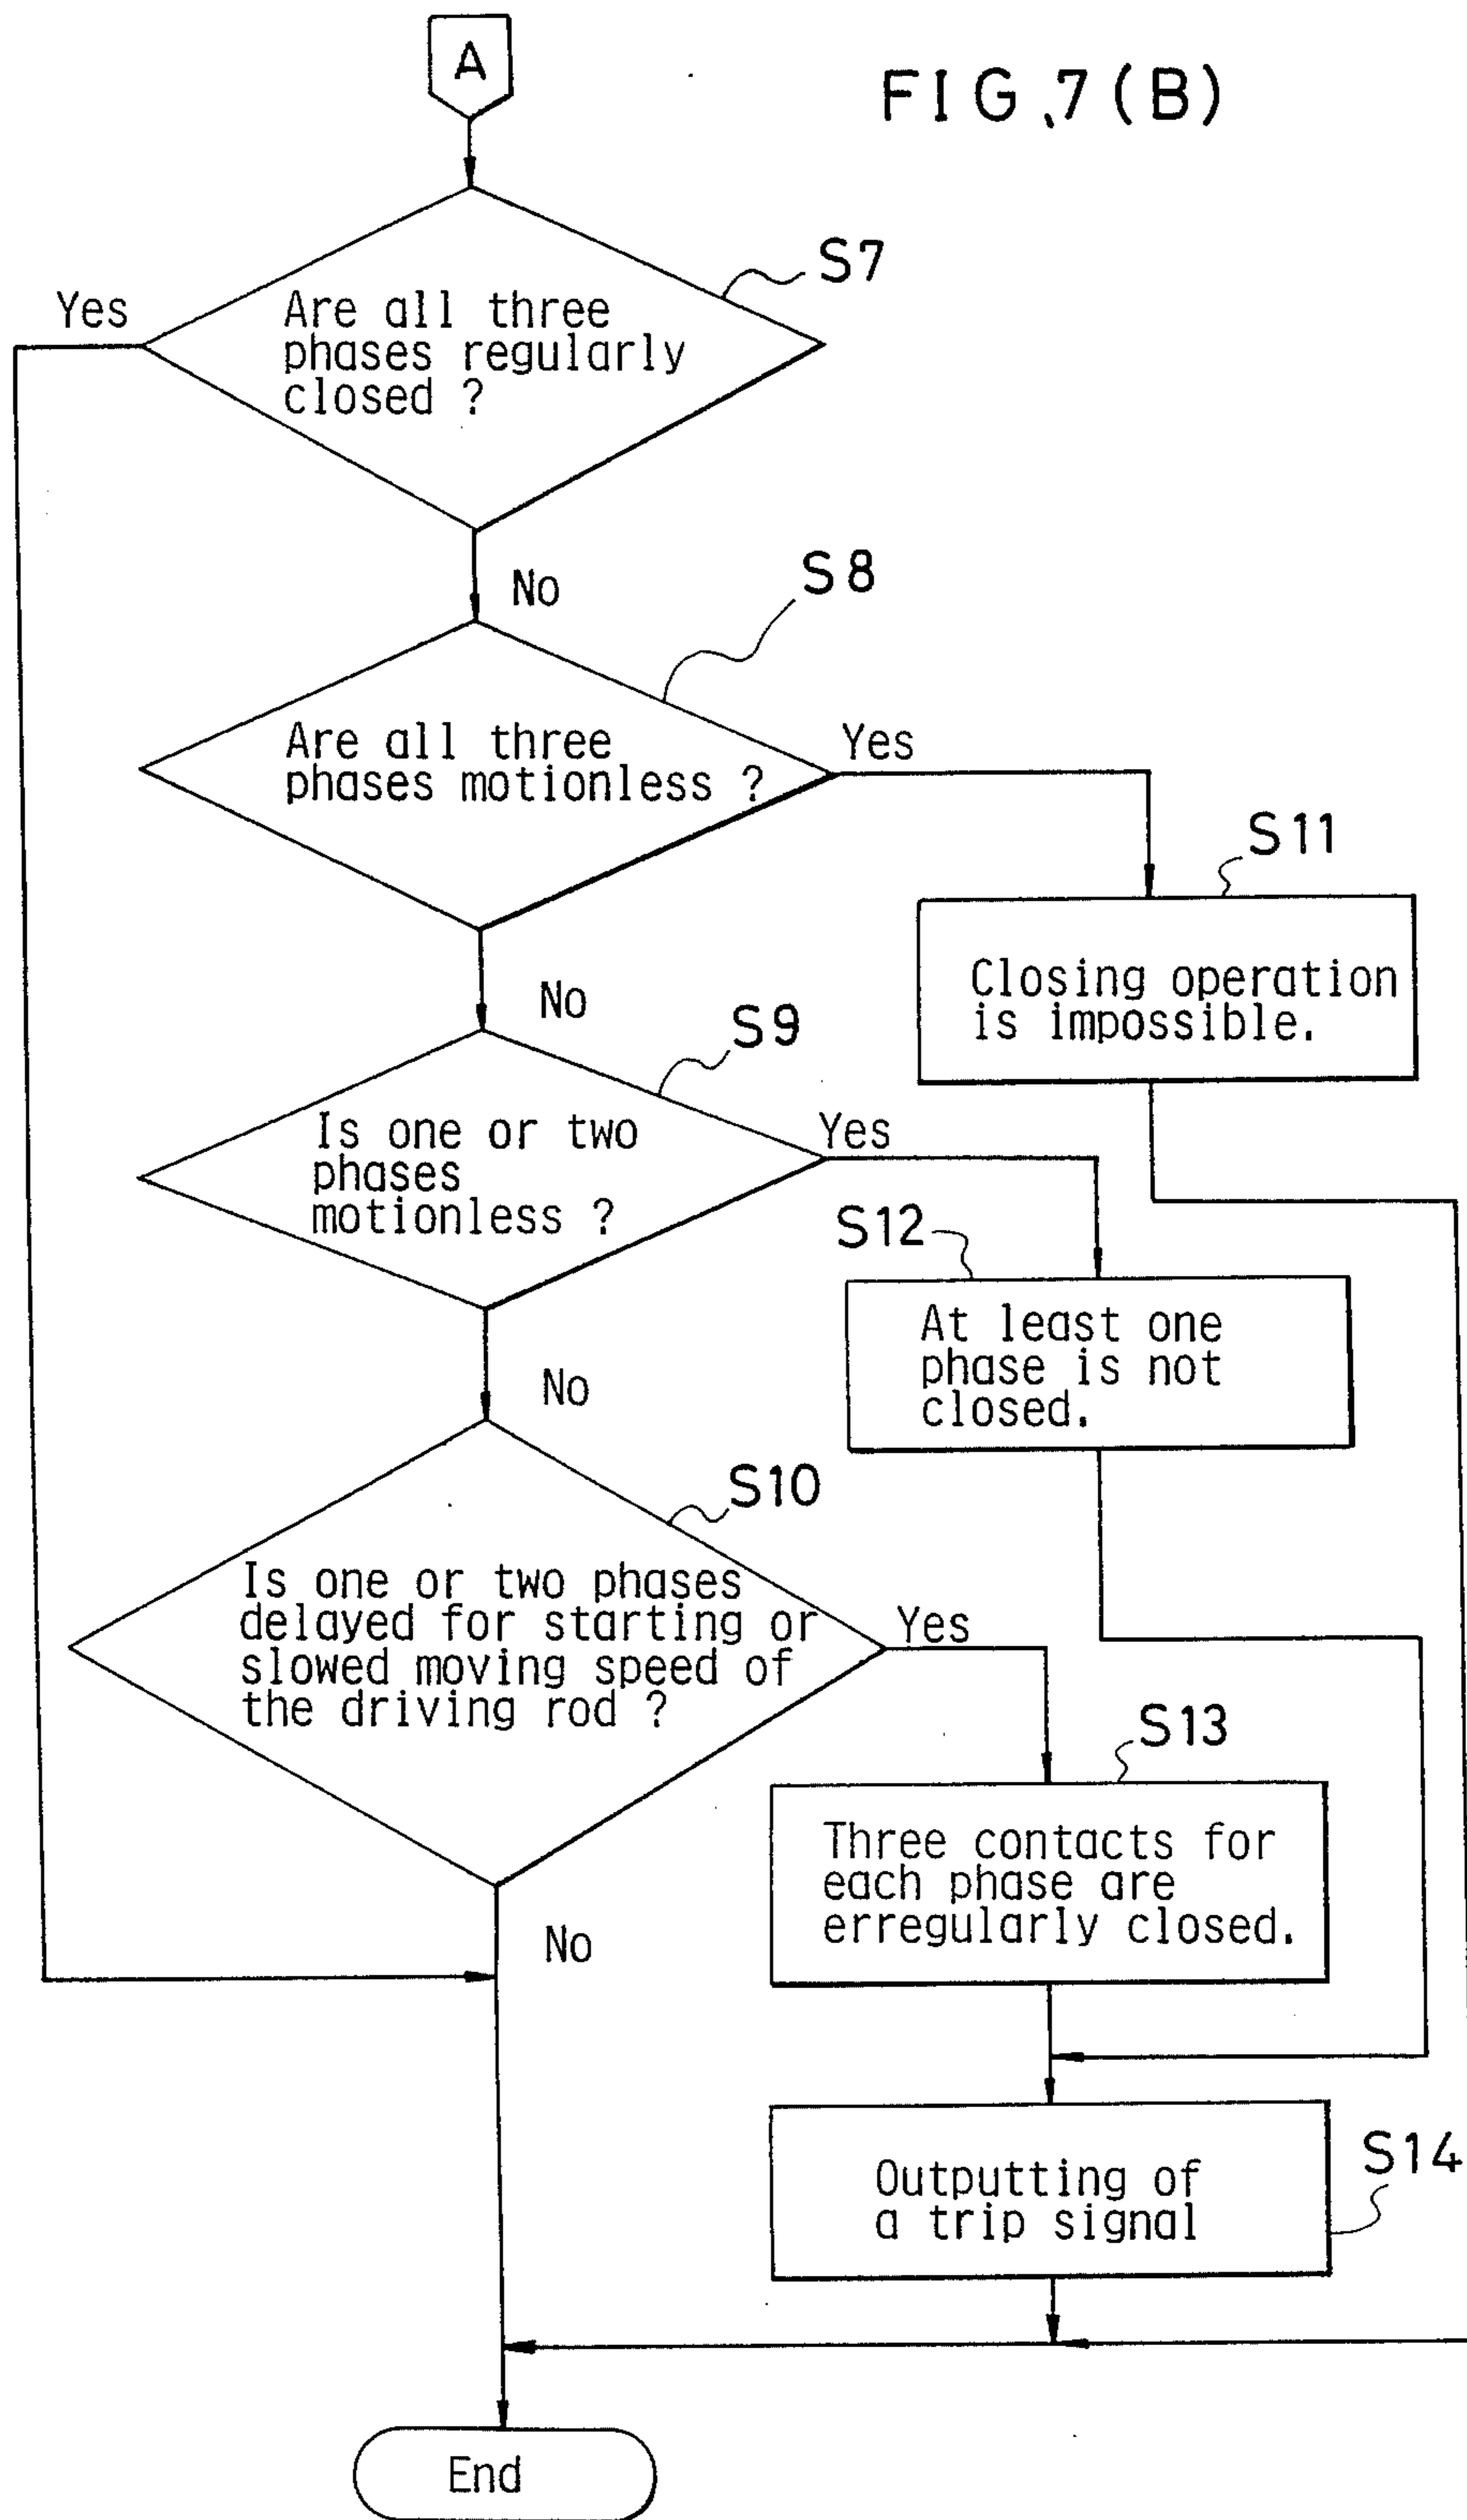 A
FIG.7(B)
S7
Yes
Are all three
phases regularly
closed ?
No
S8
Are all three
phases motionless ?
Yes
S11
Closing operation
is impossible.
No
S9
Is one or two
phases
motionless ?
Yes
S12
At least one
phase is not
closed.
No
S10
Is one or two phases
delayed for starting or
slowed moving speed of
the driving rod ?
Yes
S13
Three contacts for
each phase are
erregularly closed.
No
S14
Outputting of
a trip signal
End